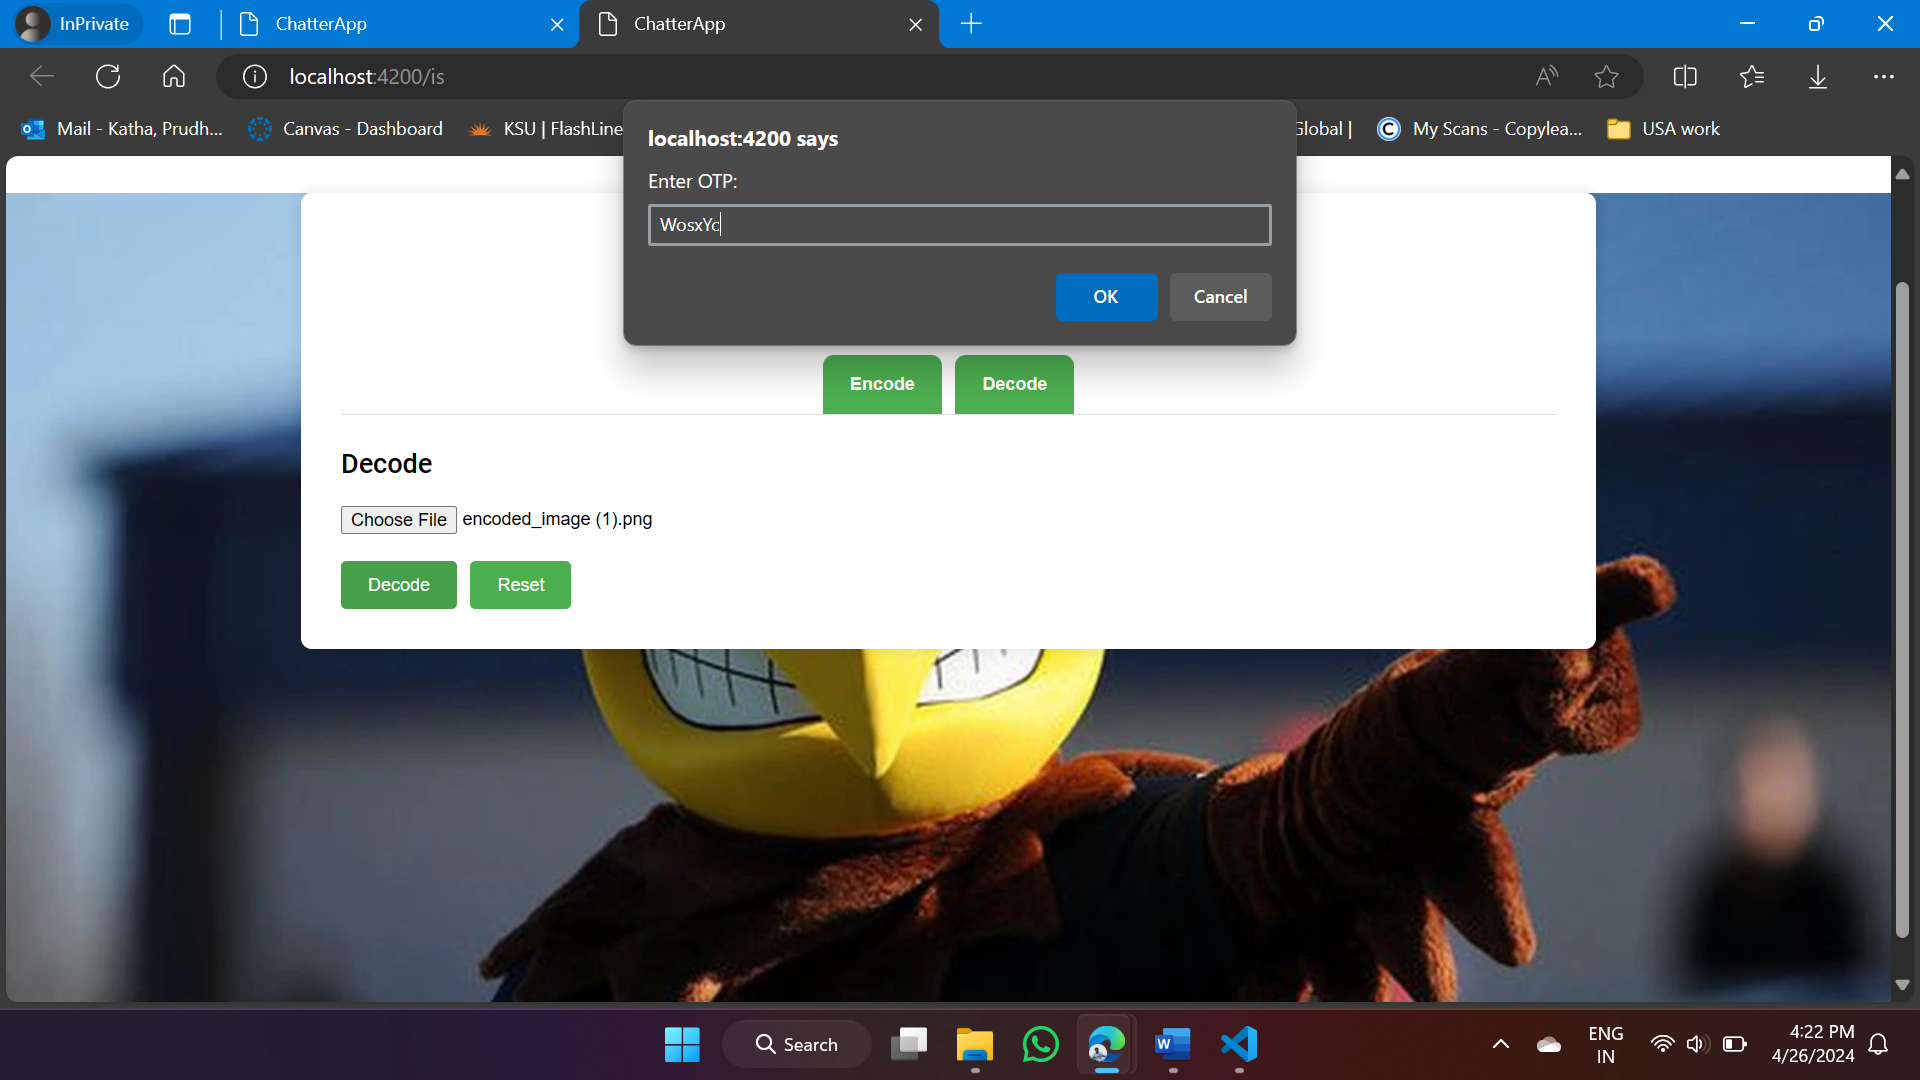 InPrivate
ChatterApp
ChatterApp
localhost:4200/is
Mail - Katha, Prudh...
Canvas - Dashboard
KSU | FlashLine
Global |
My Scans - Copylea...
USA work
localhost:4200 says
Enter OTP:
WosxYc
OK
Cancel
Encode
Decode
Decode
Choose File encoded_image (1).png
Decode
Reset
Search
ENG
IN
4:22 PM
4/26/2024